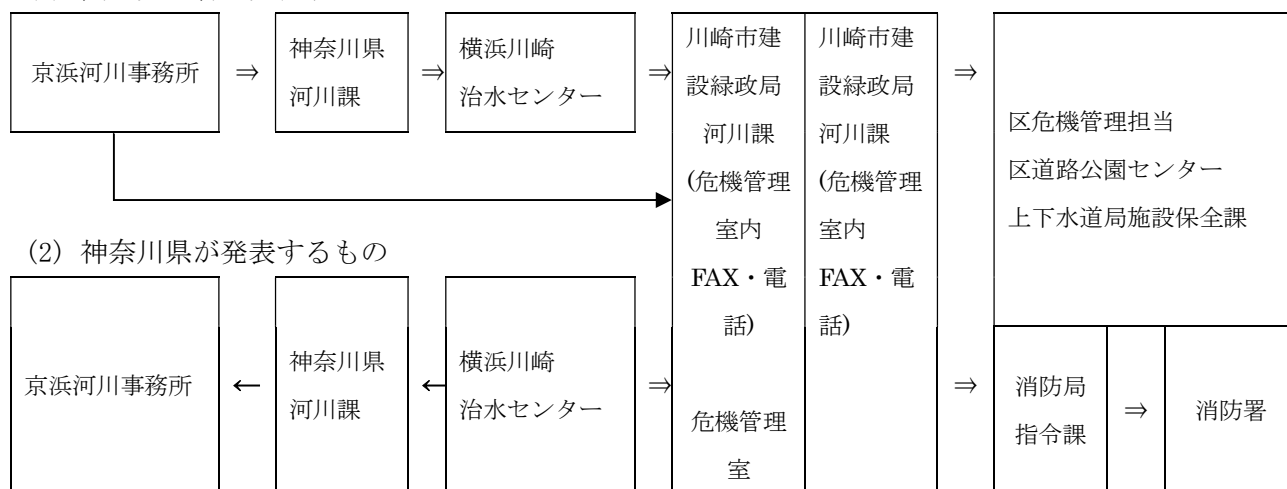 京浜河川事務所
⇒
神奈川県
河川課
⇒
横浜川崎
治水センター
⇒
川崎市建
設緑政局
河川課
(危機管理
室内
FAX・電
話)
危機管理
室
川崎市建
設緑政局
河川課
(危機管理
室内
FAX・電
話)
⇒
区危機管理担当
区道路公園センター
上下水道局施設保全課
(2) 神奈川県が発表するもの
京浜河川事務所
←
神奈川県
河川課
←
横浜川崎
治水センター
⇒
⇒
消防局
指令課
⇒
消防署